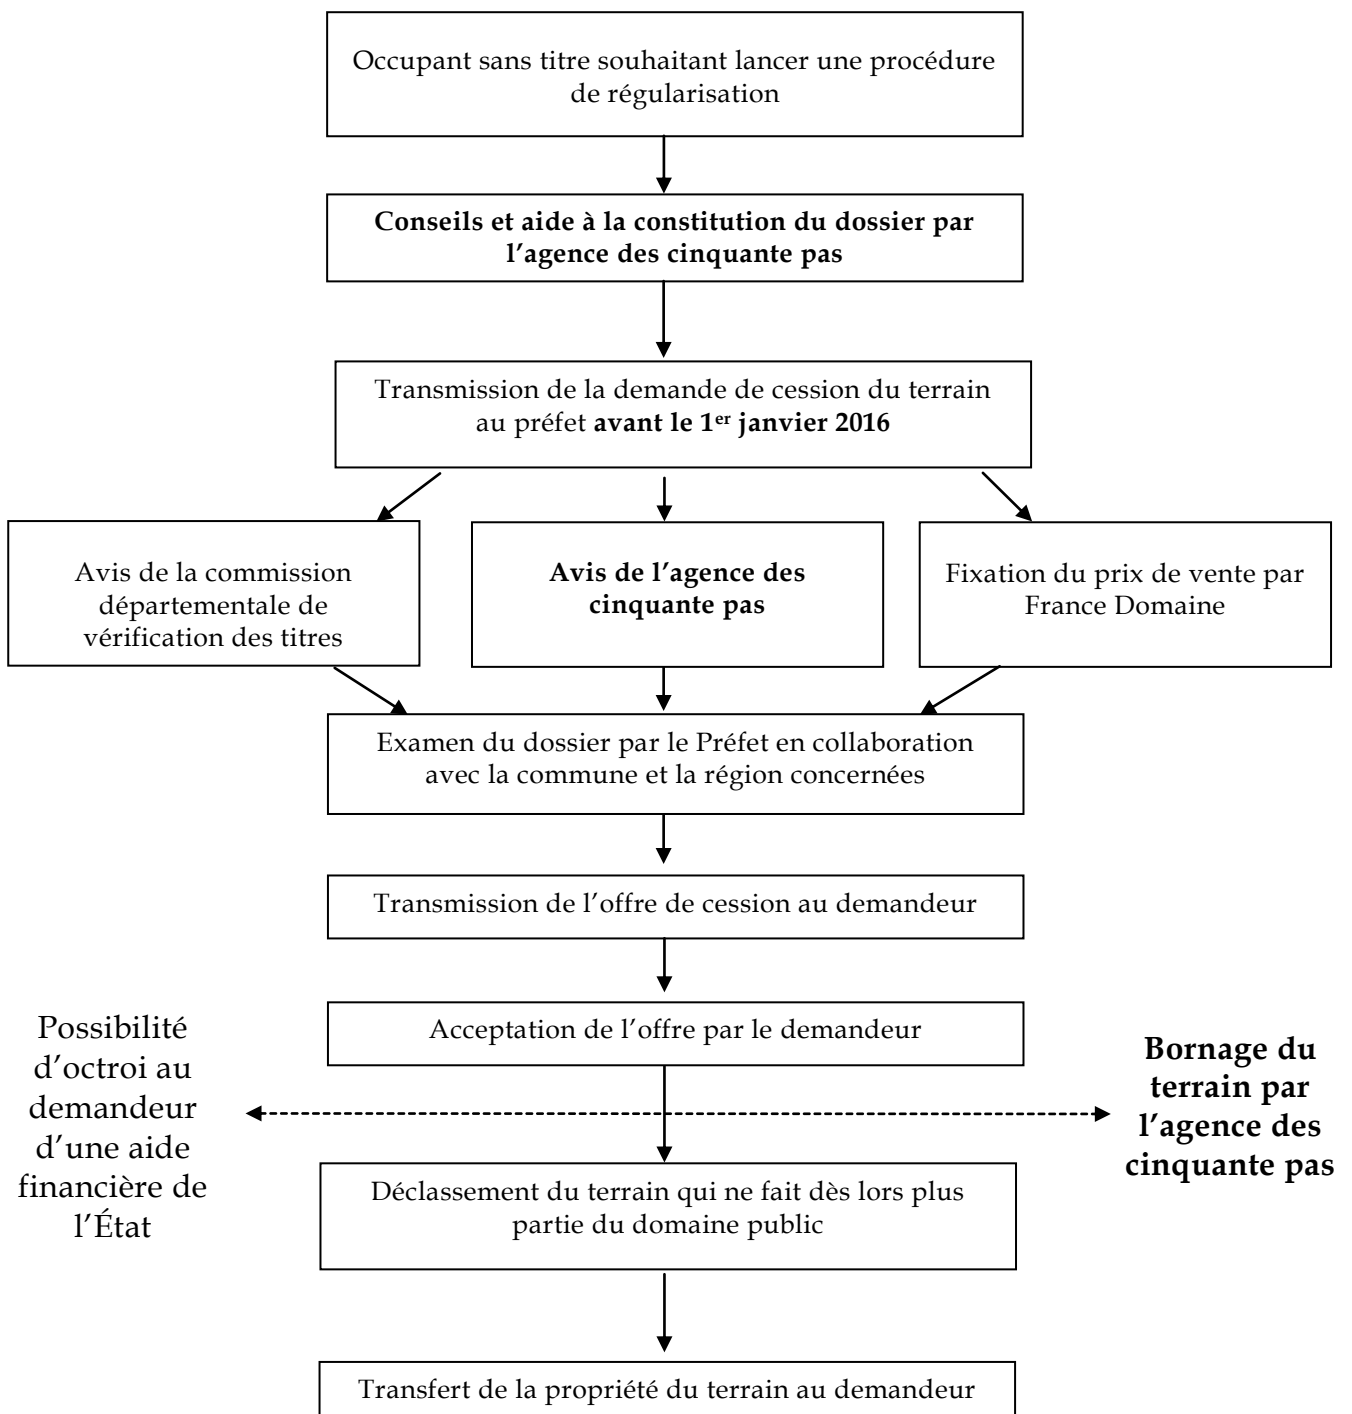 Occupant sans titre souhaitant lancer une procédure
de régularisation
Conseils et aide à la constitution du dossier par
l’agence des cinquante pas
Transmission de la demande de cession du terrain
au préfet avant le 1er janvier 2016
Avis de la commission
départementale de
vérification des titres
Avis de l’agence des
cinquante pas
Fixation du prix de vente par
France Domaine
Examen du dossier par le Préfet en collaboration
avec la commune et la région concernées
Transmission de l’offre de cession au demandeur
Acceptation de l’offre par le demandeur
Possibilité
d’octroi au
demandeur
d’une aide
financière de
l’État
Bornage du
terrain par
l’agence des
cinquante pas
Déclassement du terrain qui ne fait dès lors plus
partie du domaine public
Transfert de la propriété du terrain au demandeur